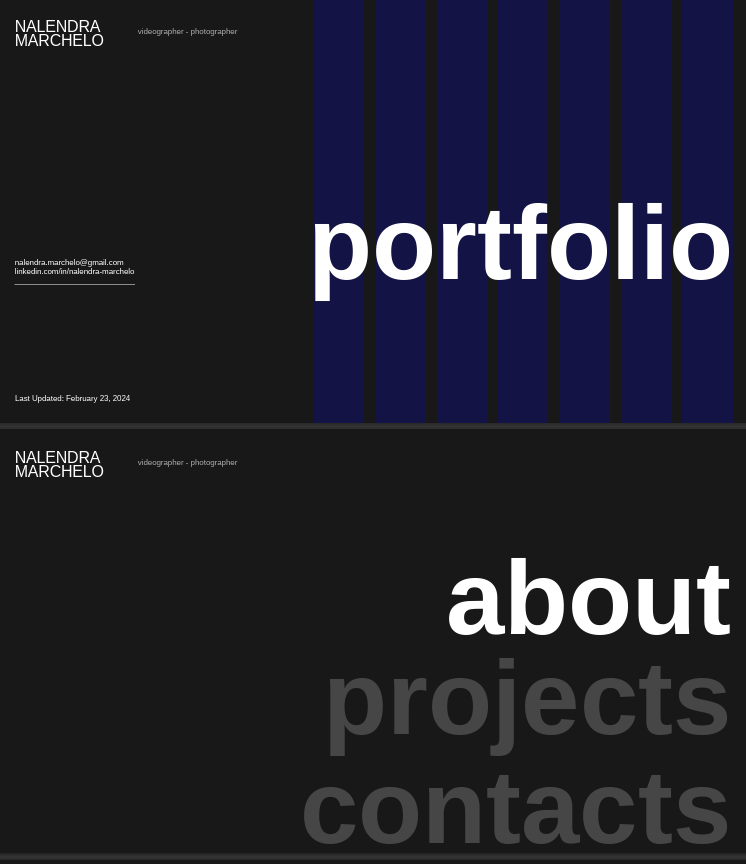 NALENDRA
MARCHELO
videographer - photographer
portfolio
nalendra.marchelo@gmail.com
linkedin.com/in/nalendra-marchelo
Last Updated: February 23, 2024
NALENDRA
MARCHELO
videographer - photographer
about
projects
contacts